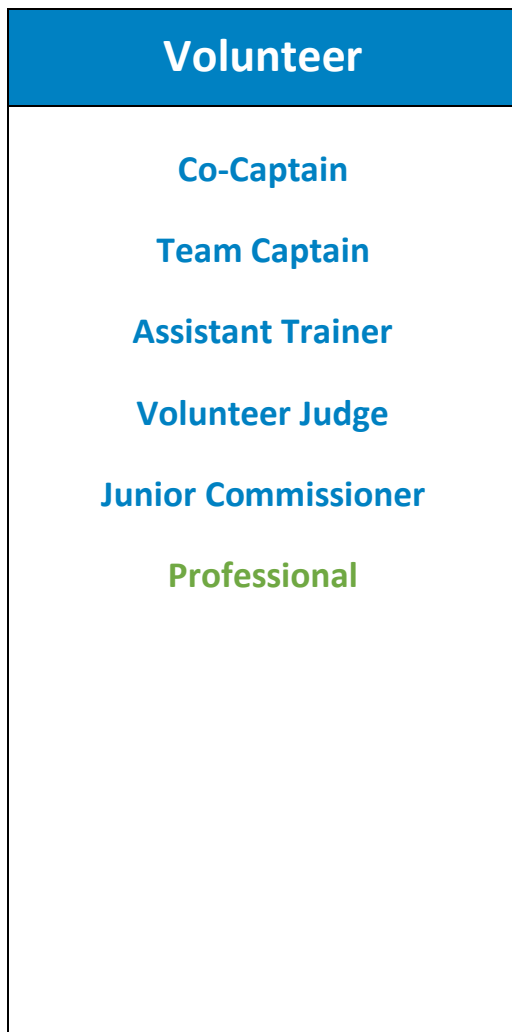 Volunteer
Co-Captain
Team Captain
Assistant Trainer
Volunteer Judge
Junior Commissioner
Professional